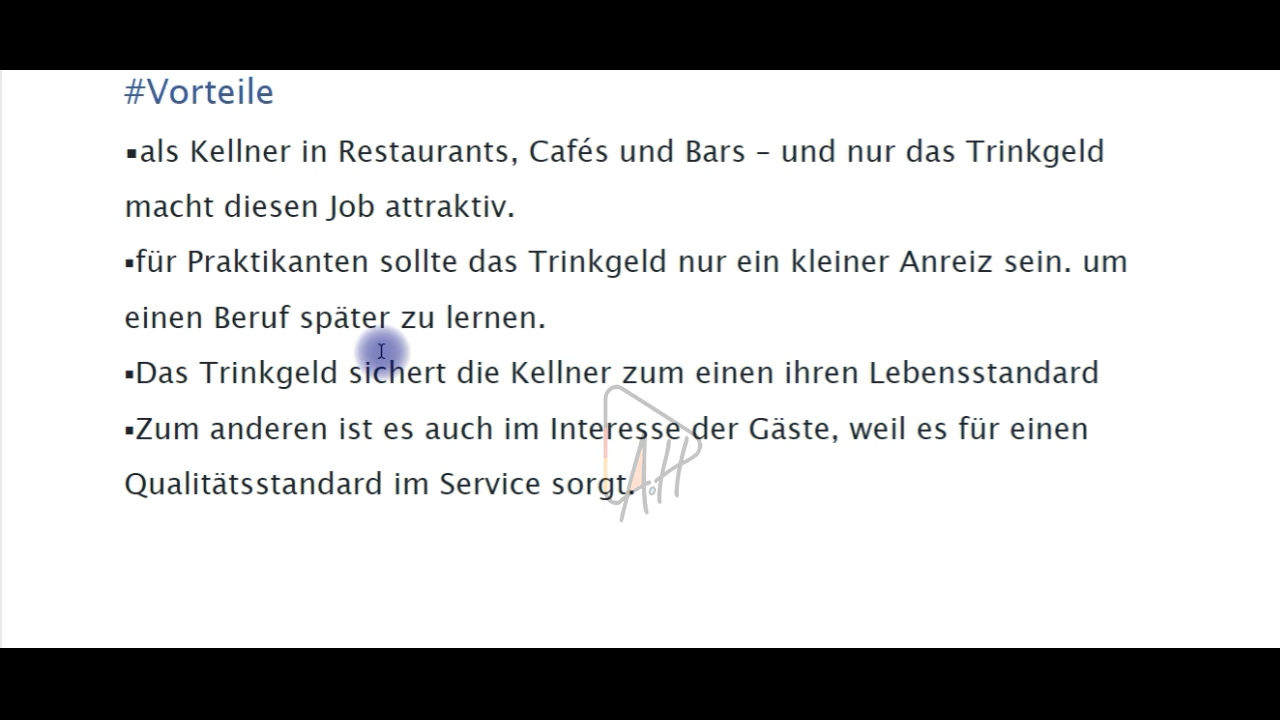 #Vorteile
▪als Kellner in Restaurants, Cafés und Bars – und nur das Trinkgeld
macht diesen Job attraktiv.
▪für Praktikanten sollte das Trinkgeld nur ein kleiner Anreiz sein. um
einen Beruf später zu lernen.
▪Das Trinkgeld sichert die Kellner zum einen ihren Lebensstandard
▪Zum anderen ist es auch im Interesse der Gäste, weil es für einen
Qualitätsstandard im Service sorgt.
A.H